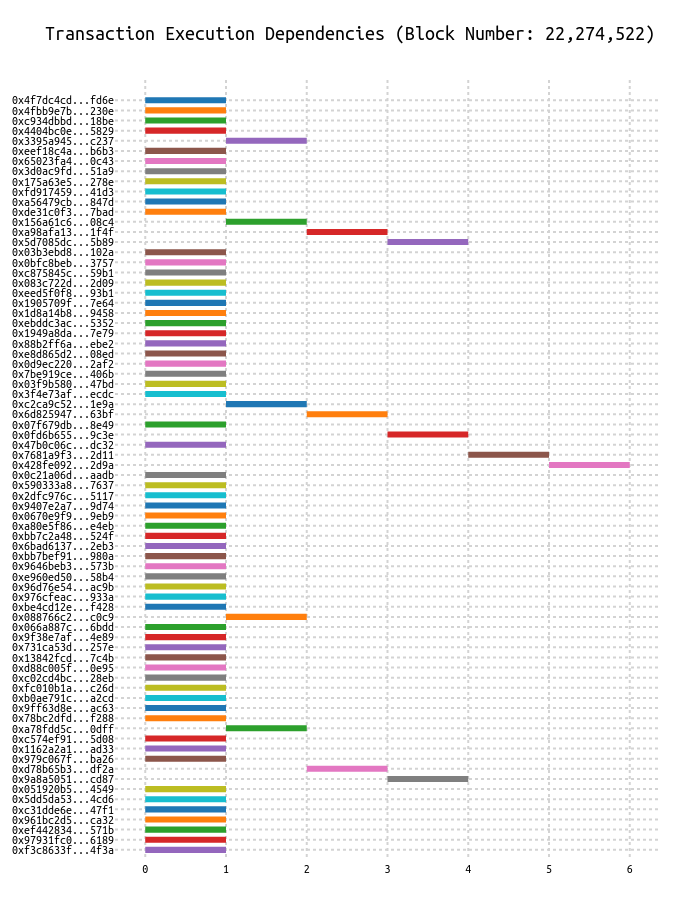 Transaction Execution Dependencies (Block Number: 22,274,522)
0x4f7dc4cd...fd6e
0x4fbb9e7b...230e
0xc934dbbd...18be
0x4404bc0e...5829
0x3395a945...c237
0xeef18c4a...b6b3
0x65023fa4...0c43
0x3d0ac9fd...51a9
0x175a63e5...278e
0xfd917459...41d3
0xa56479cb...847d
0xde31c0f3...7bad
0x156a61c6...08c4
0xa98afa13...1f4f
0x5d7085dc...5b89
0x03b3ebd8...102a
0x0bfc8beb...3757
0xc875845c...59b1
0x083c722d...2d09
0xeed5f0f8...93b1
0x1905709f...7e64
0x1d8a14b8...9458
0xebddc3ac...5352
0x1949a8da...7e79
0x88b2ff6a...ebe2
0xe8d865d2...08ed
0x0d9ec220...2af2
0x7be919ce...406b
0x03f9b580...47bd
0x3f4e73af...ecdc
0xc2ca9c52...1e9a
0x6d825947...63bf
0x07f679db...8e49
0x0fd6b655...9c3e
0x47b0c06c...dc32
0x7681a9f3...2d11
0x428fe092...2d9a
0x0c21a06d...aadb
0x590333a8...7637
0x2dfc976c...5117
0x9407e2a7...9d74
0x0670e9f9...9eb9
0xa80e5f86...e4eb
0xbb7c2a48...524f
0x6bad6137...2eb3
0xbb7bef91...980a
0x9646beb3...573b
0xe960ed50...58b4
0x96d76e54...ac9b
0x976cfeac...933a
0xbe4cd12e...f428
0x088766c2...c0c9
0x066a887c...6bdd
0x9f38e7af...4e89
0x731ca53d...257e
0x13842fcd...7c4b
0xd88c005f...0e95
0xc02cd4bc...28eb
0xfc010b1a...c26d
0xb0ae791c...a2cd
0x9ff63d8e...ac63
0x78bc2dfd...f288
0xa78fdd5c...0dff
0xc574ef91...5d08
0x1162a2a1...ad33
0x979c067f...ba26
0xd78b65b3...df2a
0x9a8a5051...cd87
0x051920b5...4549
0x5dd5da53...4cd6
0xc31dde6e...47f1
0x961bc2d5...ca32
0xef442834...571b
0x97931fc0...6189
0xf3c8633f...4f3a
0 1 2 3 4 5 6